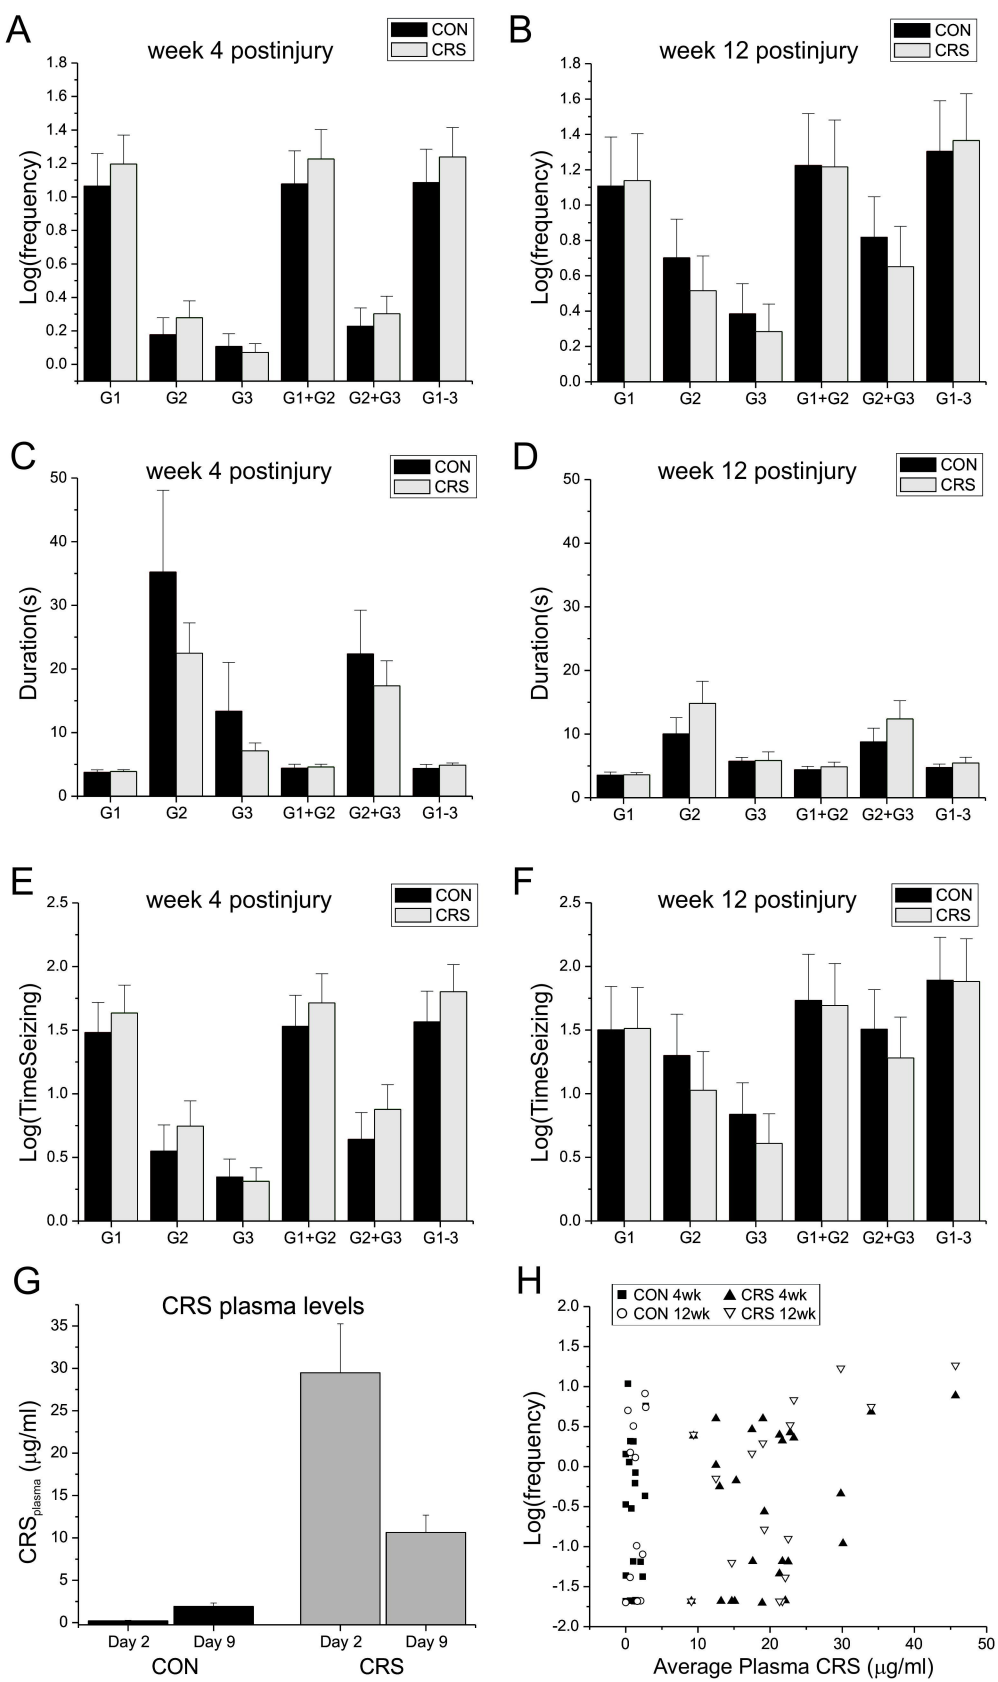 A
week 4 postinjury
CON
CRS
Log(frequency)
1.8
1.6
1.4
1.2
1.0
0.8
0.6
0.4
0.2
0.0
G1 G2 G3 G1+G2 G2+G3 G1-3
B
week 12 postinjury
CON
CRS
Log(frequency)
1.8
1.6
1.4
1.2
1.0
0.8
0.6
0.4
0.2
0.0
G1 G2 G3 G1+G2 G2+G3 G1-3
C
week 4 postinjury
CON
CRS
Duration(s)
50
40
30
20
10
0
G1 G2 G3 G1+G2 G2+G3 G1-3
D
week 12 postinjury
CON
CRS
Duration(s)
50
40
30
20
10
0
G1 G2 G3 G1+G2 G2+G3 G1-3
E
week 4 postinjury
CON
CRS
Log(TimeSeizing)
2.5
2.0
1.5
1.0
0.5
0.0
G1 G2 G3 G1+G2 G2+G3 G1-3
F
week 12 postinjury
CON
CRS
Log(TimeSeizing)
2.5
2.0
1.5
1.0
0.5
0.0
G1 G2 G3 G1+G2 G2+G3 G1-3
G
CRS plasma levels
CRSplasma (μg/ml)
35
30
25
20
15
10
5
0
Day 2 Day 9 Day 2 Day 9
CON CRS
H
CON 4wk CRS 4wk
CON 12wk CRS 12wk
Log(frequency)
2.0
1.5
1.0
0.5
0.0
-0.5
-1.0
-1.5
-2.0
0 10 20 30 40 50
Average Plasma CRS (μg/ml)